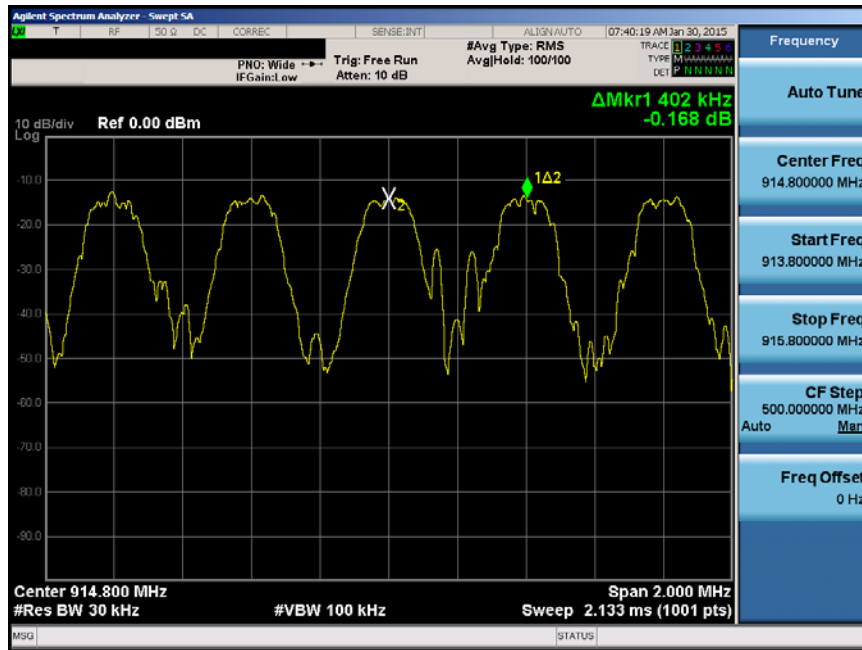 Agilent Spectrum Analyzer - Swept SA
T RF 50 Ω DC CORREC SENSE:INT ALIGN AUTO 07:40:19 AM Jan 30, 2015
PNO: Wide
IFGain:Low
Trig: Free Run
Atten: 10 dB
#Avg Type: RMS
Avg|Hold: 100/100
TRACE 1 2 3 4 5 6
TYPE M
DET P N N N N N
ΔMkr1 402 kHz
-0.168 dB
10 dB/div Ref 0.00 dBm
Log
-10.0
-20.0
-30.0
-40.0
-50.0
-60.0
-70.0
-80.0
-90.0
1Δ2
2
Center 914.800 MHz Span 2.000 MHz
#Res BW 30 kHz #VBW 100 kHz Sweep 2.133 ms (1001 pts)
MSG STATUS
Frequency
Auto Tune
Center Freq
914.800000 MHz
Start Freq
913.800000 MHz
Stop Freq
915.800000 MHz
CF Step
500.000000 MHz
Auto Man
Freq Offset
0 Hz